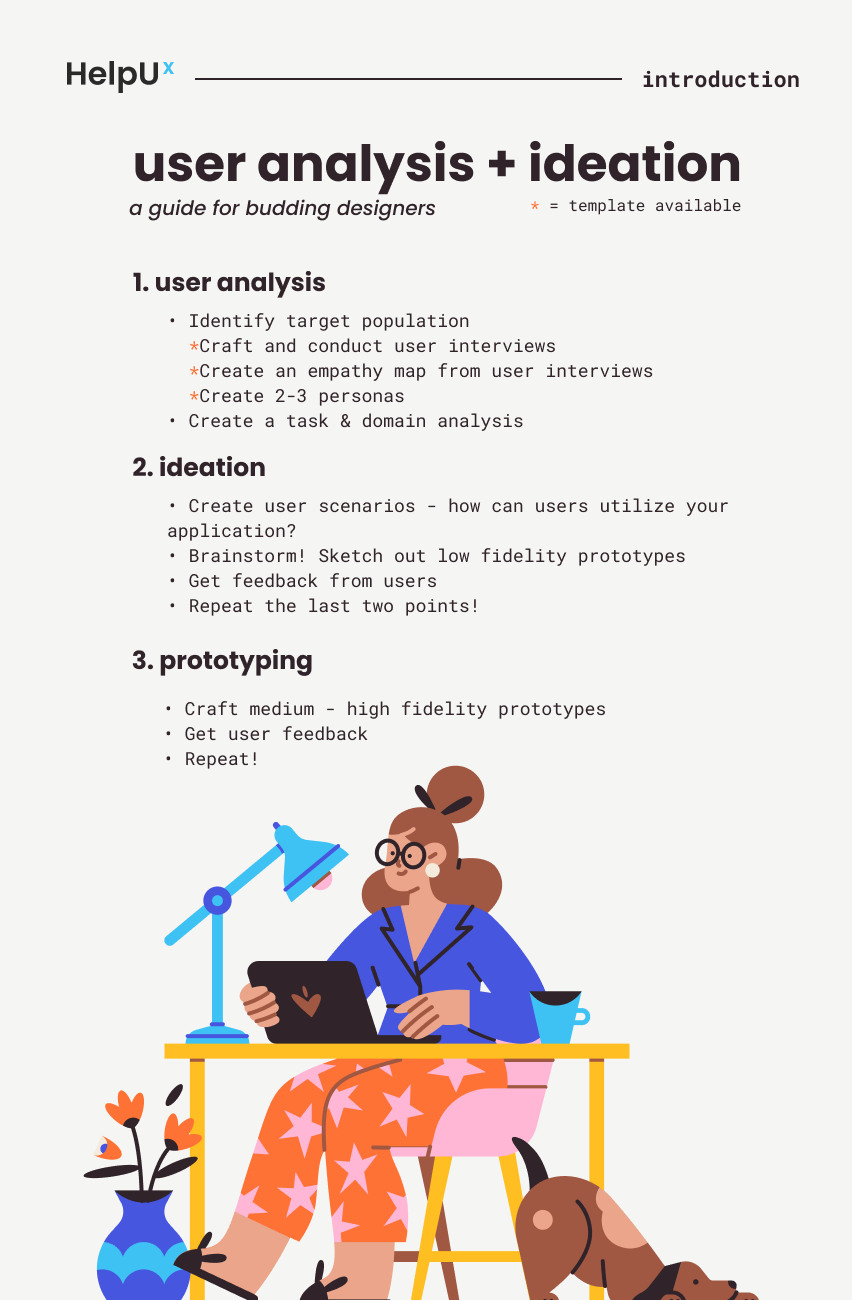 HelpUx
introduction
user analysis + ideation
a guide for budding designers
* = template available
1. user analysis
• Identify target population
*Craft and conduct user interviews
*Create an empathy map from user interviews
*Create 2-3 personas
• Create a task & domain analysis
2. ideation
• Create user scenarios - how can users utilize your
application?
• Brainstorm! Sketch out low fidelity prototypes
• Get feedback from users
• Repeat the last two points!
3. prototyping
• Craft medium - high fidelity prototypes
• Get user feedback
• Repeat!